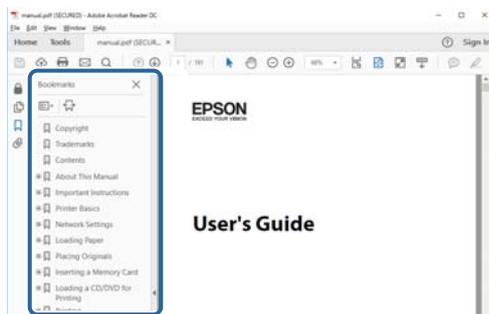 manual.pdf (SECURED) - Adobe Acrobat Reader DC
File Edit View Window Help
Home Tools manual.pdf (SECUR... × Sign In
1 / 191
Bookmarks
Copyright
Trademarks
Contents
About This Manual
Important Instructions
Printer Basics
Network Settings
Loading Paper
Placing Originals
Inserting a Memory Card
Loading a CD/DVD for
Printing
EPSON
EXCEED YOUR VISION
User's Guide